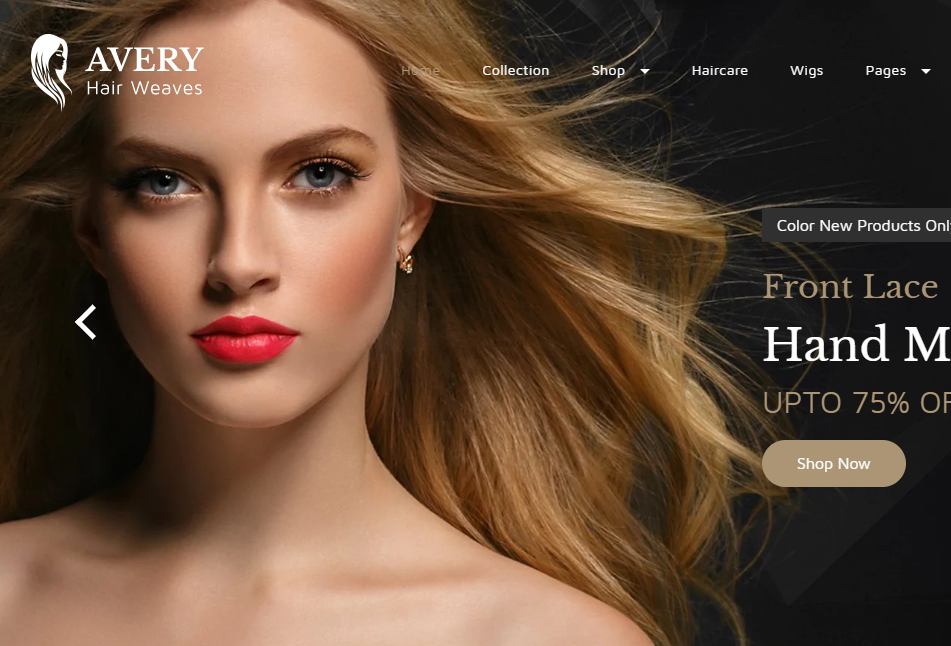 AVERY
Hair Weaves
Home
Collection
Shop
Haircare
Wigs
Pages
Color New Products Onl
Front Lace
Hand M
UPTO 75% OF
Shop Now